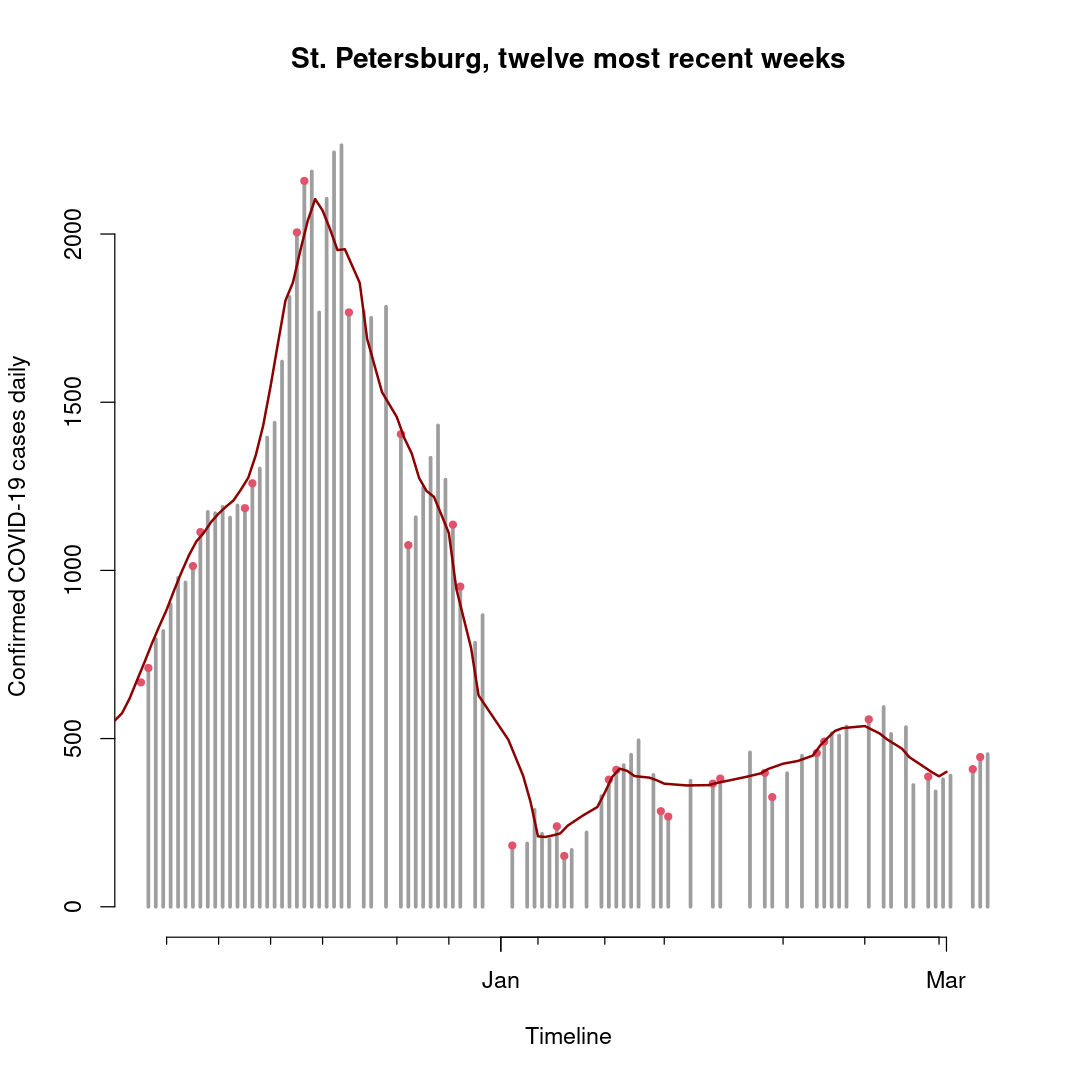 St. Petersburg, twelve most recent weeks
Confirmed COVID-19 cases daily
2000
1500
1000
500
0
Jan
Mar
Timeline